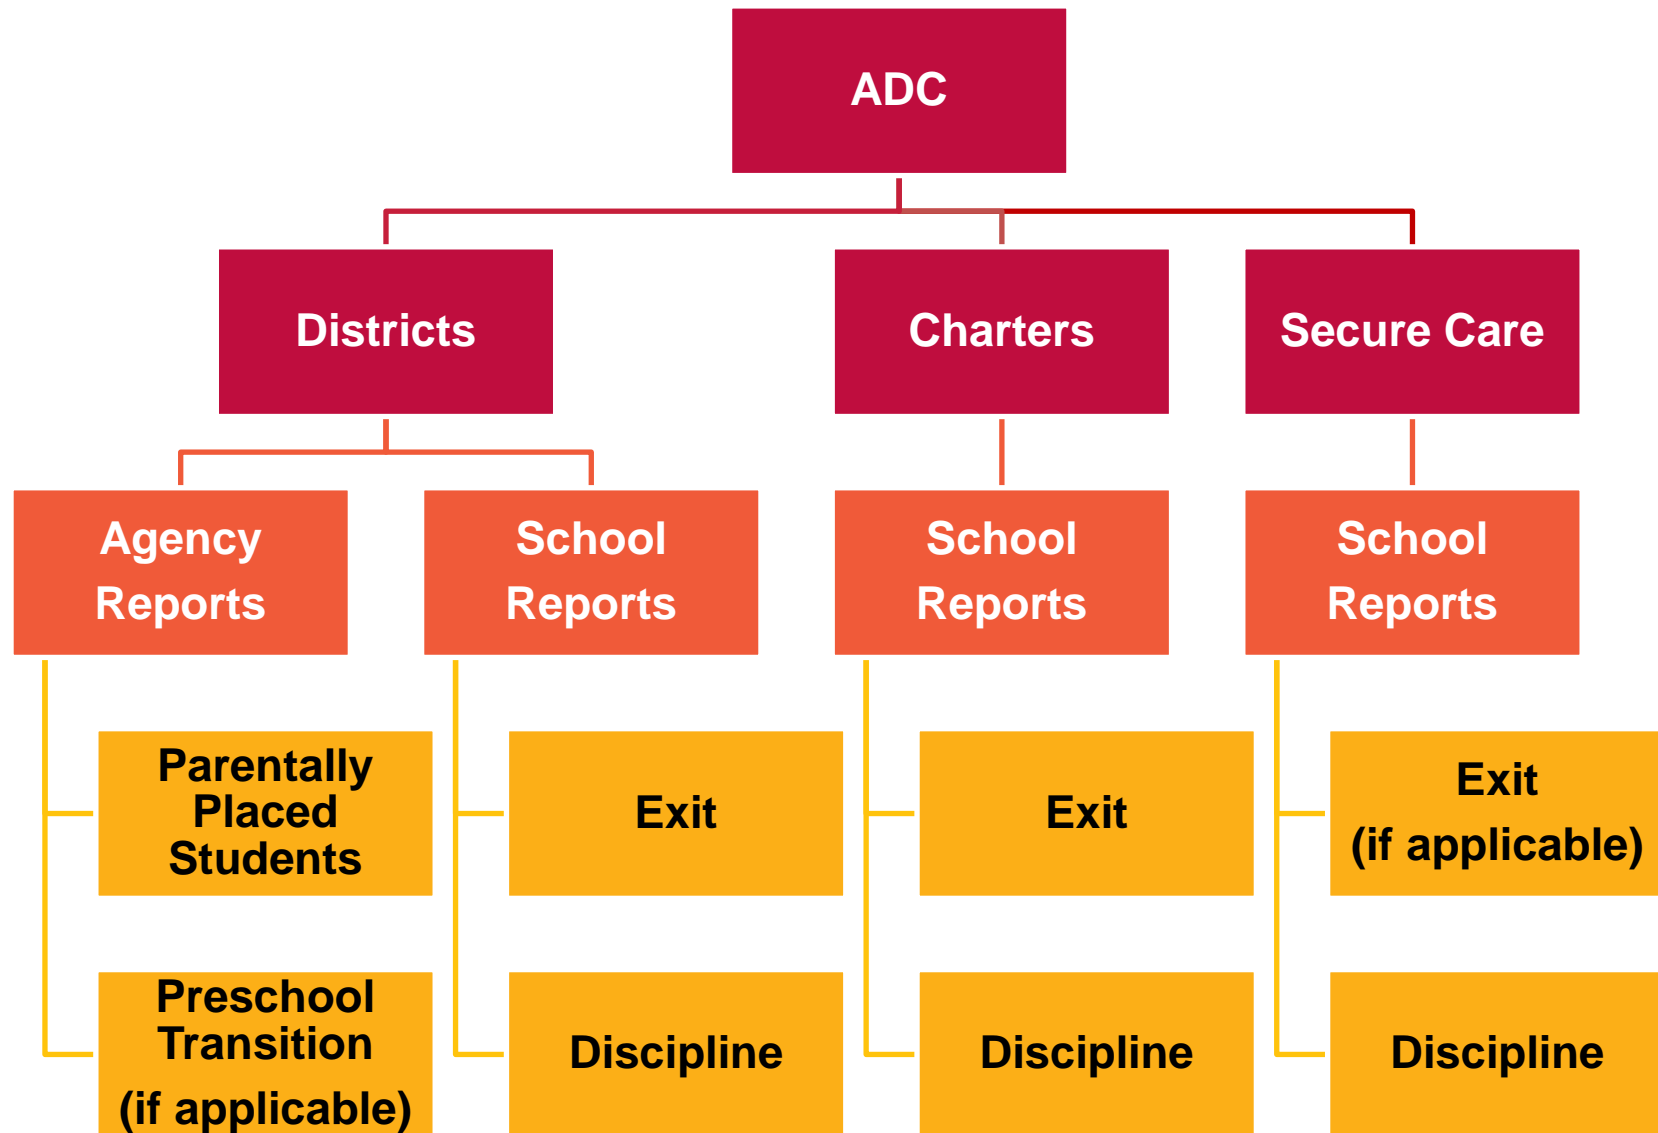 ADC
Districts
Charters
Secure Care
Agency
Reports
School
Reports
School
Reports
School
Reports
Parentally
Placed
Students
Exit
Exit
Exit
(if applicable)
Preschool
Transition
(if applicable)
Discipline
Discipline
Discipline